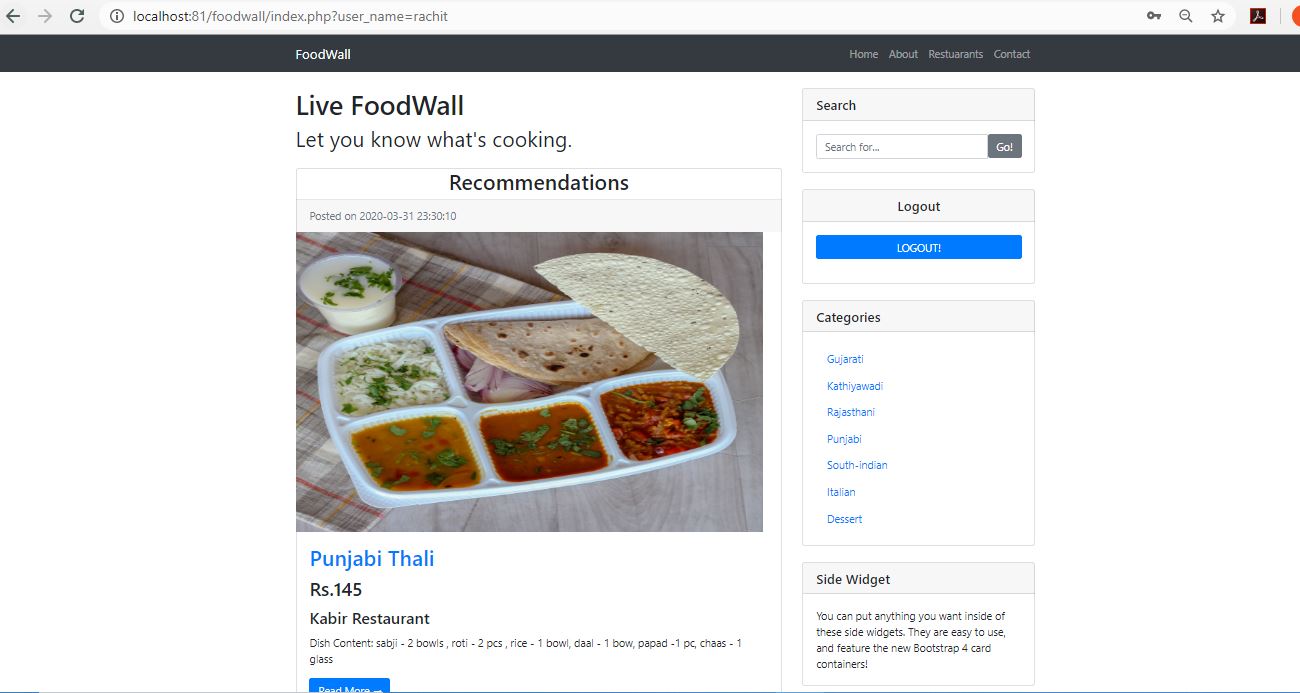 localhost:81/foodwall/index.php?user_name=rachit
FoodWall
Home About Restuarants Contact
Live FoodWall
Let you know what's cooking.
Recommendations
Posted on 2020-03-31 23:30:10
Punjabi Thali
Rs.145
Kabir Restaurant
Dish Content: sabji - 2 bowls , roti - 2 pcs , rice - 1 bowl, daal - 1 bow, papad -1 pc, chaas - 1
glass
Read More →
Search
Search for...
Go!
Logout
LOGOUT!
Categories
Gujarati
Kathiyawadi
Rajasthani
Punjabi
South-indian
Italian
Dessert
Side Widget
You can put anything you want inside of
these side widgets. They are easy to use,
and feature the new Bootstrap 4 card
containers!